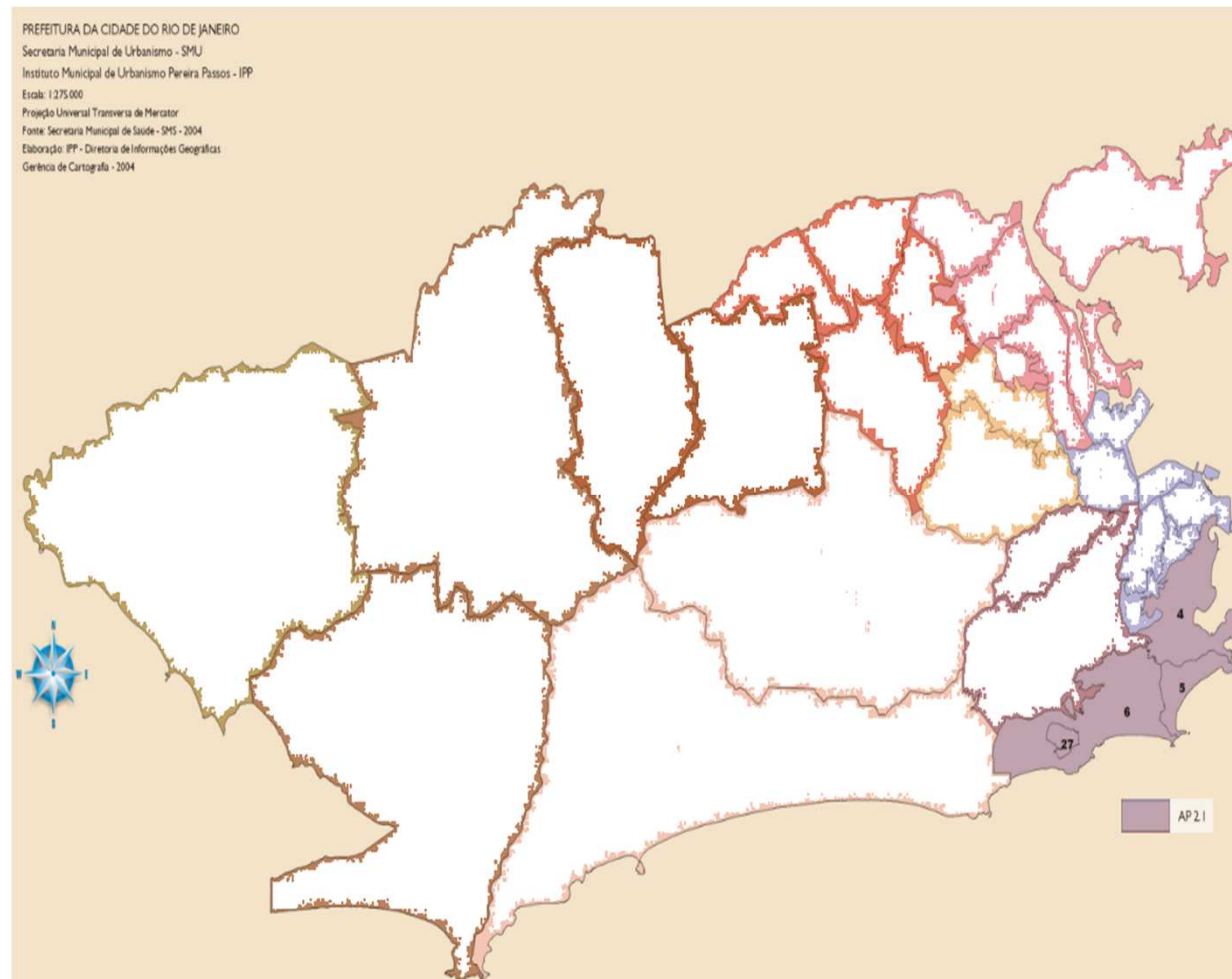 PREFEITURA DA CIDADE DO RIO DE JANEIRO
Secretaria Municipal de Urbanismo - SMU
Instituto Municipal de Urbanismo Pereira Passos - IPP
Escala: 1:275.000
Projeção Universal Transversa de Mercator
Fonte: Secretaria Municipal de Saúde - SMS - 2004
Elaboração: IPP - Diretoria de Informações Geográficas
Gerência de Cartografia - 2004
4
N
5
W
6
27
S
AP 2.1